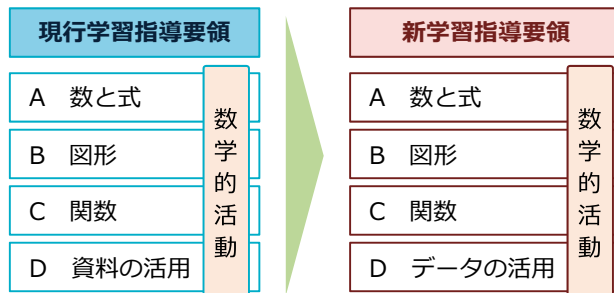 現行学習指導要領
A 数と式
B 図形
C 関数
D 資料の活用
数学的活動
新学習指導要領
A 数と式
B 図形
C 関数
D データの活用
数学的活動